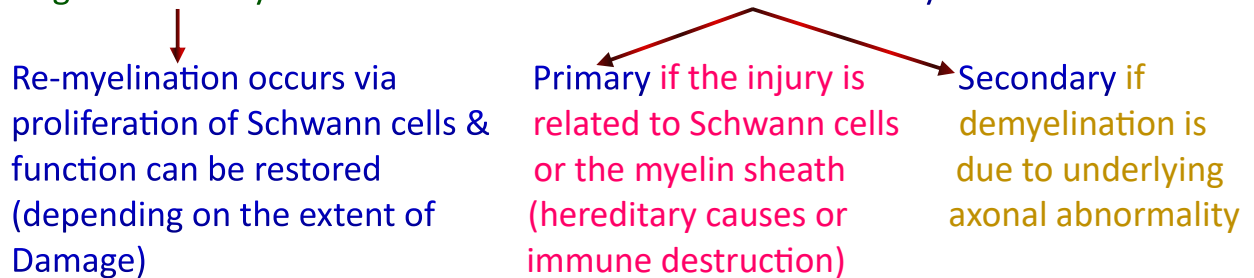 Re-myelination occurs via
proliferation of Schwann cells &
function can be restored
(depending on the extent of
Damage)
Primary if the injury is
related to Schwann cells
or the myelin sheath
(hereditary causes or
immune destruction)
Secondary if
demyelination is
due to underlying
axonal abnormality